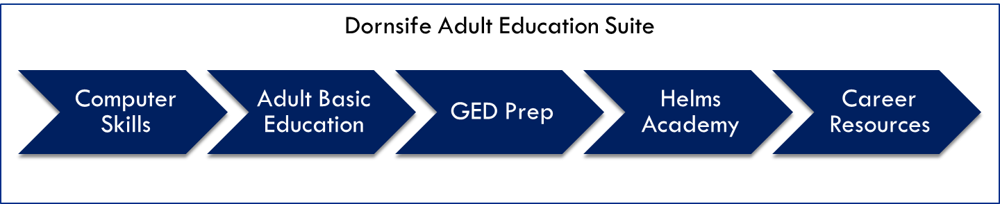 Dornsife Adult Education Suite
Computer
Skills
Adult Basic
Education
GED Prep
Helms
Academy
Career
Resources